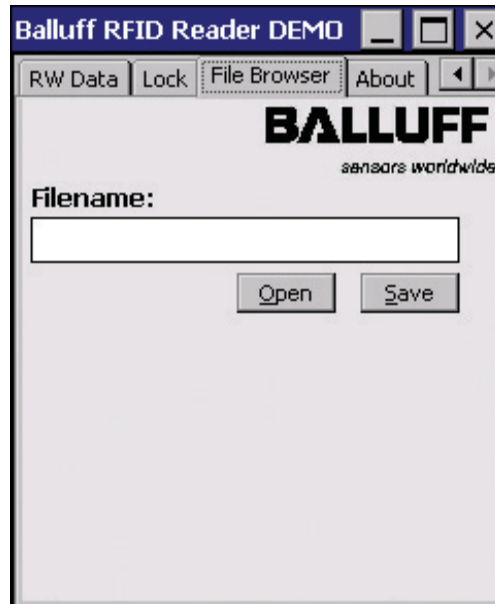 Balluff RFID Reader DEMO
RW Data Lock File Browser About
BALLUFF
sensors worldwide
Filename:
Open Save